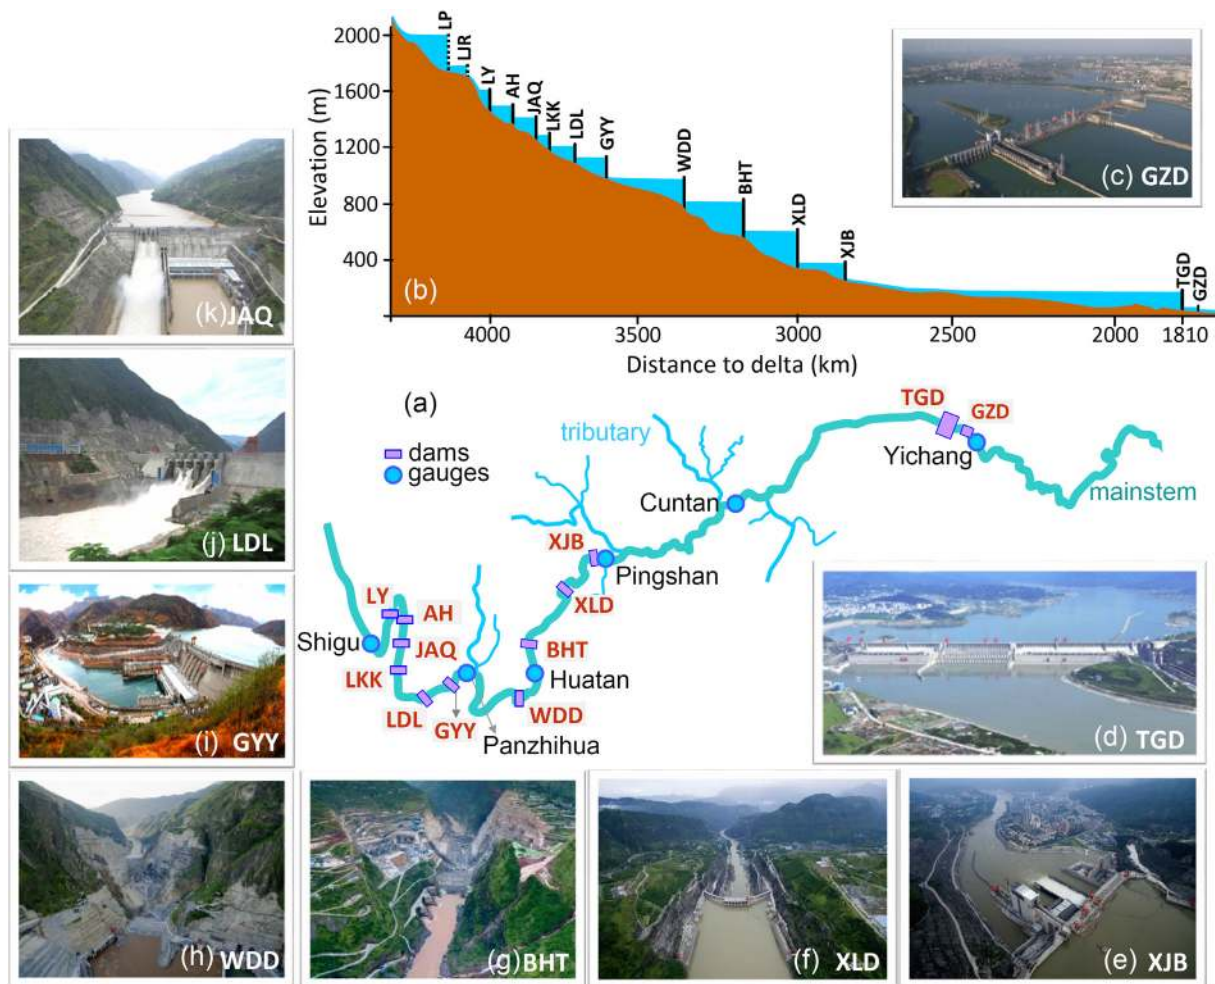 2000
1600
1200
800
400
Elevation (m)
LP
LJR
LY
AH
JAQ
LKK
LDL
GYY
WDD
BHT
XLD
XJB
TGD
GZD
(b)
4000
3500
3000
2500
2000
1810
Distance to delta (km)
(c) GZD
(k)JAQ
(a)
dams
gauges
tributary
TGD
GZD
Yichang
mainstem
Cuntan
XJB
Pingshan
XLD
LY
AH
Shigu
JAQ
BHT
LKK
Huatan
LDL
GYY
WDD
Panzhihua
(j) LDL
(i) GYY
(d) TGD
(h) WDD
(g)BHT
(f) XLD
(e) XJB